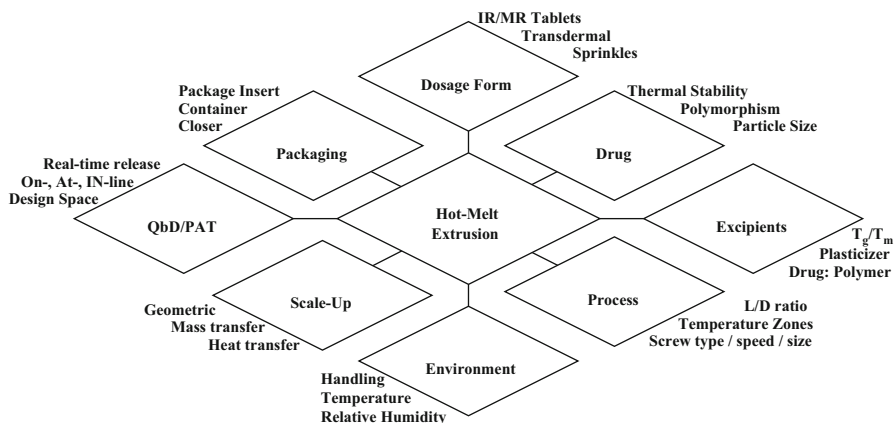 IR/MR Tablets
Transdermal
Sprinkles
Dosage Form
Package Insert
Container
Closer
Packaging
Thermal Stability
Polymorphism
Particle Size
Drug
Real-time release
On-, At-, IN-line
Design Space
QbD/PAT
Hot-Melt
Extrusion
Excipients
Tg/Tm
Plasticizer
Drug: Polymer
Scale-Up
Geometric
Mass transfer
Heat transfer
Process
L/D ratio
Temperature Zones
Screw type / speed / size
Environment
Handling
Temperature
Relative Humidity